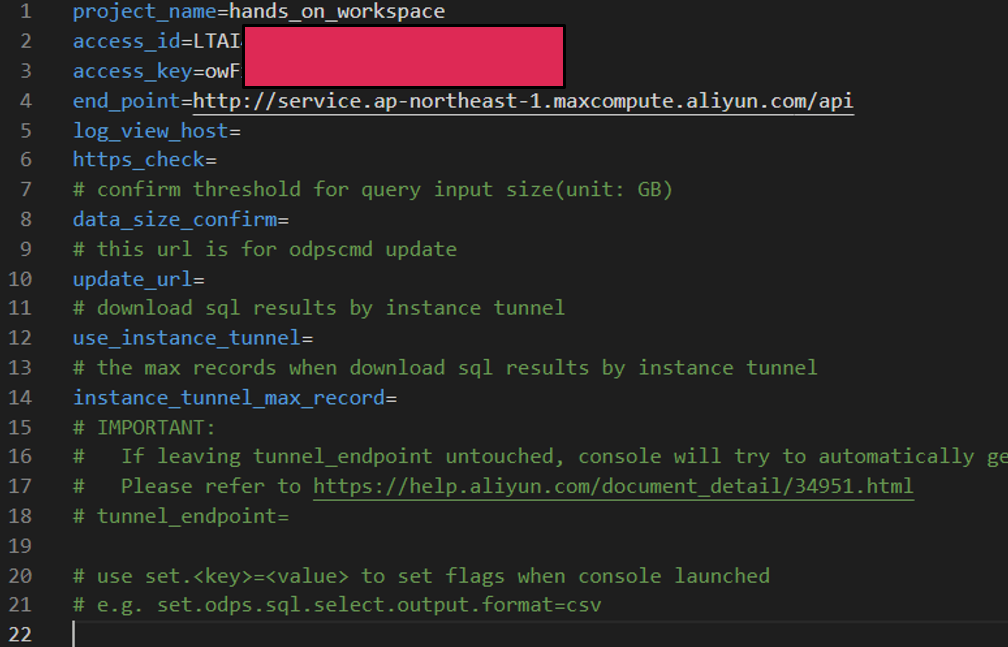 1 project_name=hands_on_workspace
2 access_id=LTAI
3 access_key=owF
4 end_point=http://service.ap-northeast-1.maxcompute.aliyun.com/api
5 log_view_host=
6 https_check=
7 # confirm threshold for query input size(unit: GB)
8 data_size_confirm=
9 # this url is for odpscmd update
10 update_url=
11 # download sql results by instance tunnel
12 use_instance_tunnel=
13 # the max records when download sql results by instance tunnel
14 instance_tunnel_max_record=
15 # IMPORTANT:
16 #   If leaving tunnel_endpoint untouched, console will try to automatically ge
17 #   Please refer to https://help.aliyun.com/document_detail/34951.html
18 # tunnel_endpoint=
19
20 # use set.<key>=<value> to set flags when console launched
21 # e.g. set.odps.sql.select.output.format=csv
22